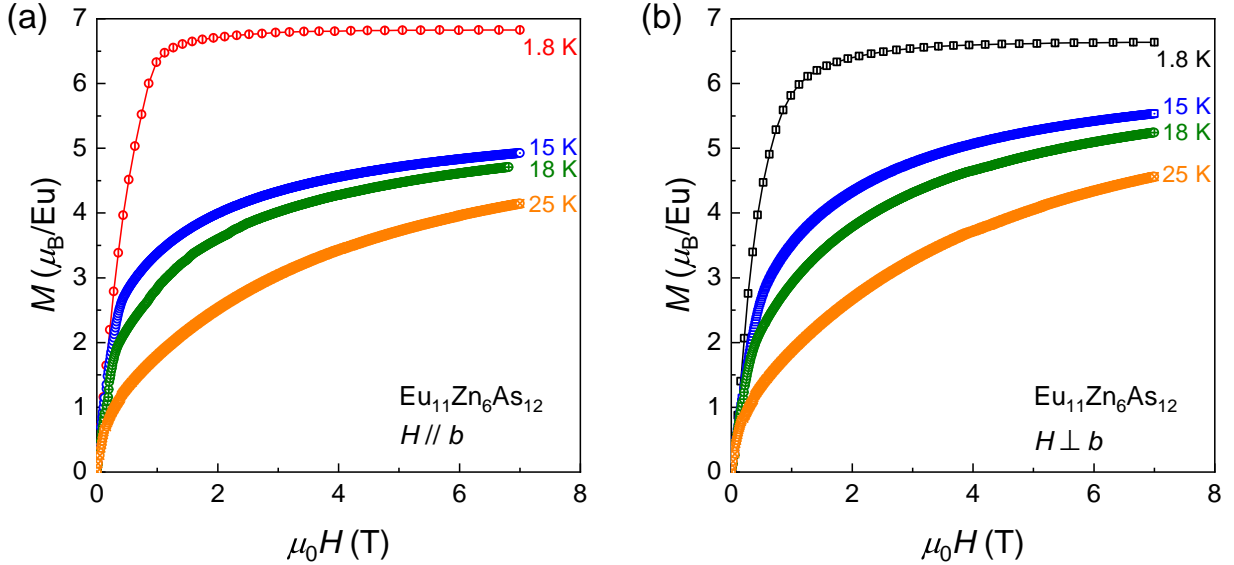 (a)
7
6
5
4
3
2
1
0
M (μB/Eu)
1.8 K
15 K
18 K
25 K
Eu11Zn6As12
H // b
0 2 4 6 8
μ0H (T)
(b)
7
6
5
4
3
2
1
0
M (μB/Eu)
1.8 K
15 K
18 K
25 K
Eu11Zn6As12
H ⊥ b
0 2 4 6 8
μ0H (T)